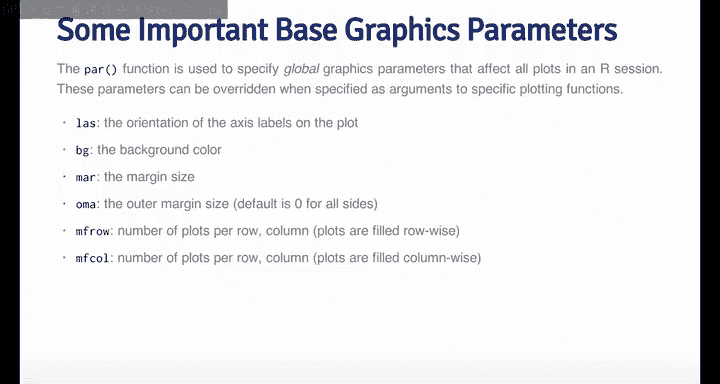 Some Important Base Graphics Parameters
The par() function is used to specify global graphics parameters that affect all plots in an R session.
These parameters can be overridden when specified as arguments to specific plotting functions.
· las: the orientation of the axis labels on the plot
· bg: the background color
· mar: the margin size
· oma: the outer margin size (default is 0 for all sides)
· mfrow: number of plots per row, column (plots are filled row-wise)
· mfcol: number of plots per row, column (plots are filled column-wise)